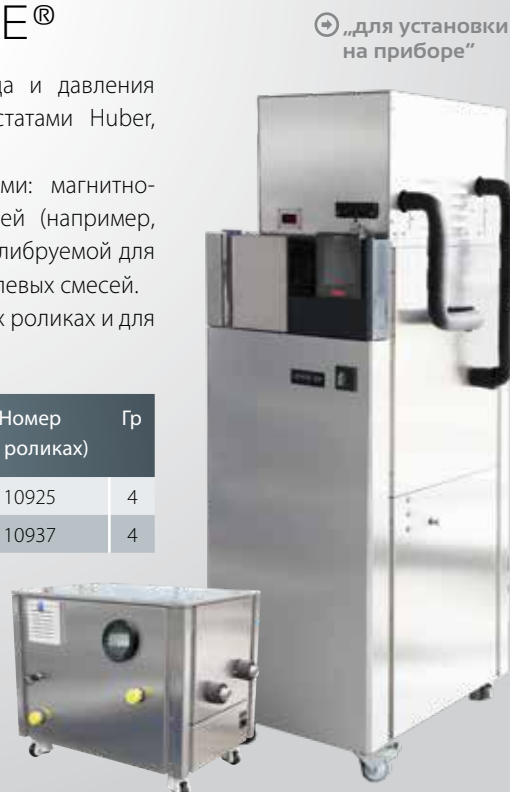 E®
„для установки
на приборе“
да и давления
статами Huber,
ми: магнитно-
ей (например,
либруемой для
левых смесей.
х роликах и для
Номер
роликах)
Гр
10925 4
10937 4